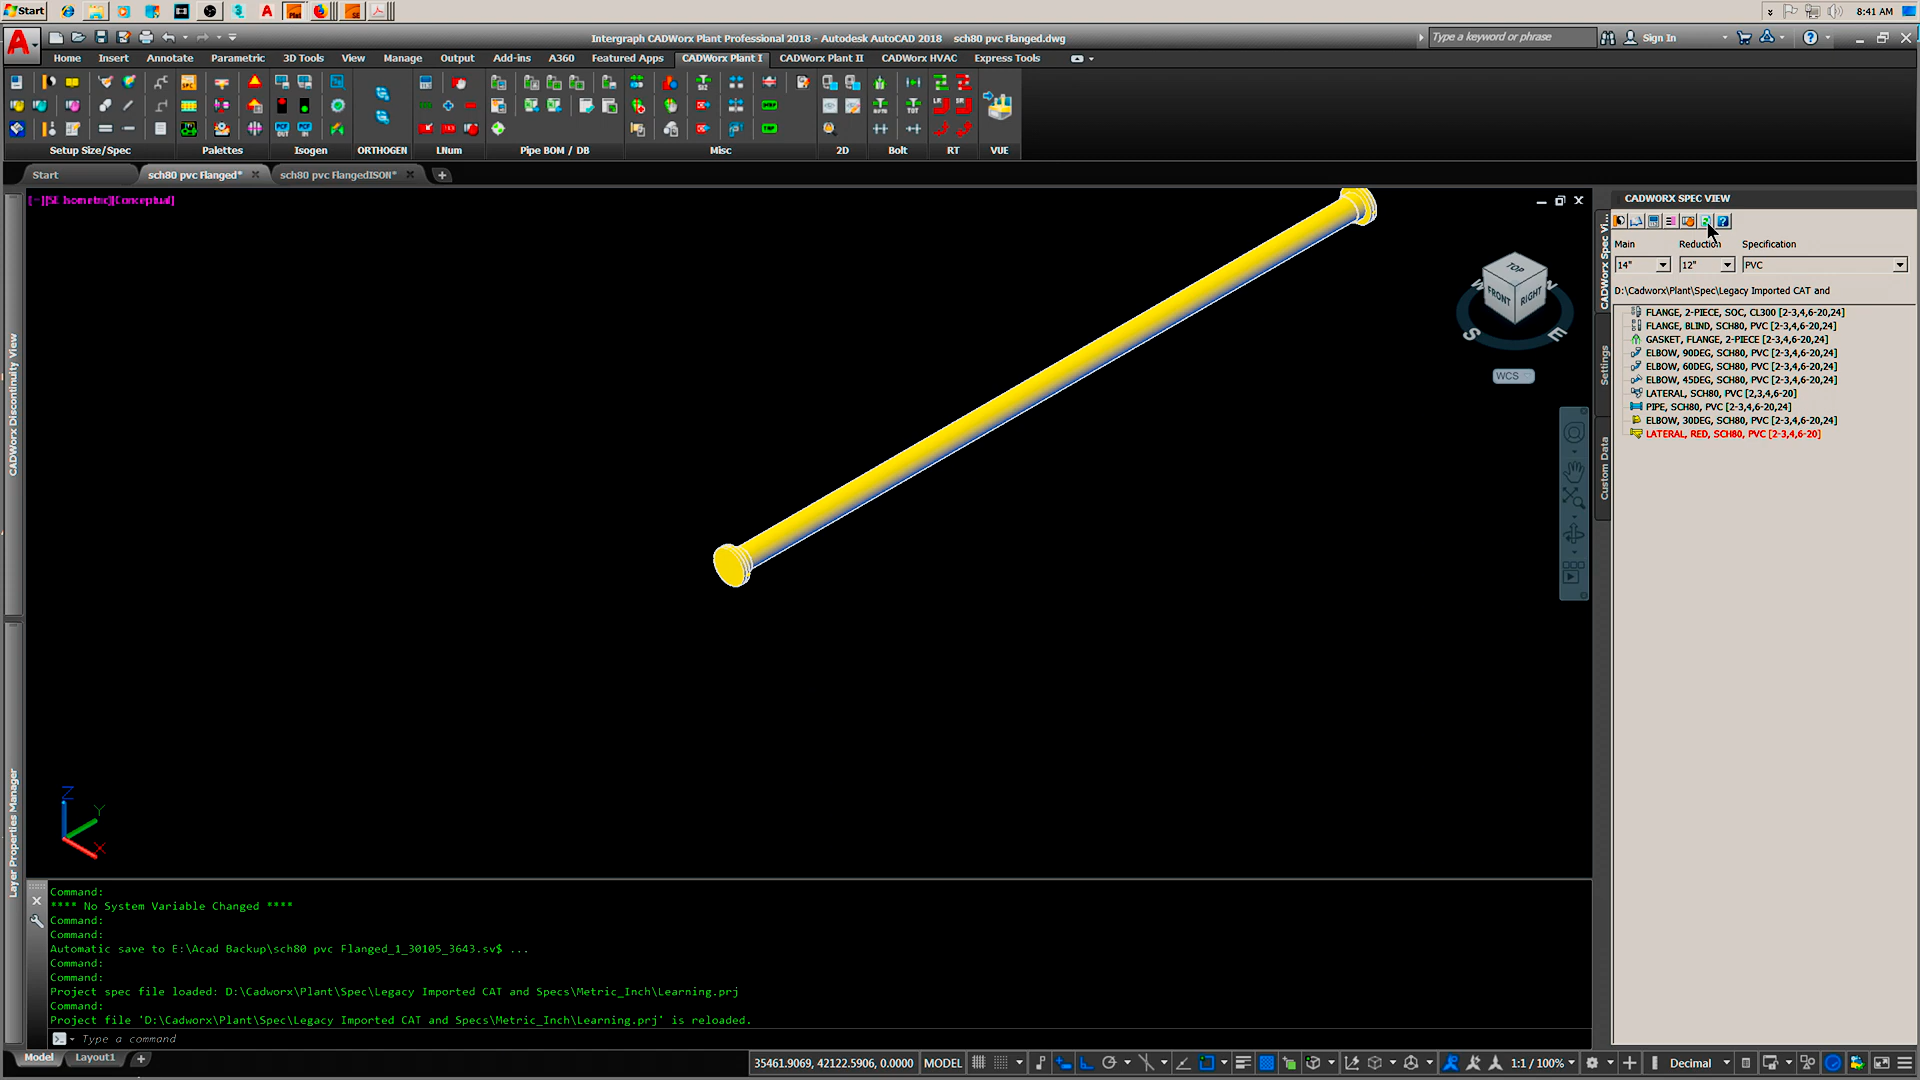 Start
8:41 AM
Intergraph CADWorx Plant Professional 2018 - Autodesk AutoCAD 2018    sch80 pvc Flanged.dwg
Type a keyword or phrase
Sign In
Home Insert Annotate Parametric 3D Tools View Manage Output Add-ins A360 Featured Apps CADWorx Plant I CADWorx Plant II CADWorx HVAC Express Tools
Setup Size/Spec Palettes Isogen ORTHOGEN LNum Pipe BOM / DB Misc 2D Bolt RT VUE
Start sch80 pvc Flanged* sch80 pvc FlangedISON*
[−][SE Isometric][Conceptual]
CADWorx Discontinuity View
Layer Properties Manager
TOP
FRONT
RIGHT
S
E
WCS
Z
Y
X
CADWORX SPEC VIEW
CADWorx Spec Vi...
Settings
Custom Data
Main Reduction Specification
14" 12" PVC
D:\Cadworx\Plant\Spec\Legacy Imported CAT and
FLANGE, 2-PIECE, SOC, CL300 [2-3,4,6-20,24]
FLANGE, BLIND, SCH80, PVC [2-3,4,6-20,24]
GASKET, FLANGE, 2-PIECE [2-3,4,6-20,24]
ELBOW, 90DEG, SCH80, PVC [2-3,4,6-20,24]
ELBOW, 60DEG, SCH80, PVC [2-3,4,6-20,24]
ELBOW, 45DEG, SCH80, PVC [2-3,4,6-20,24]
LATERAL, SCH80, PVC [2,3,4,6-20]
PIPE, SCH80, PVC [2-3,4,6-20,24]
ELBOW, 30DEG, SCH80, PVC [2-3,4,6-20,24]
LATERAL, RED, SCH80, PVC [2-3,4,6-20]
Command:
**** No System Variable Changed ****
Command:
Command:
Automatic save to E:\Acad Backup\sch80 pvc Flanged_1_30105_3643.sv$ ...
Command:
Command:
Project spec file loaded: D:\Cadworx\Plant\Spec\Legacy Imported CAT and Specs\Metric_Inch\Learning.prj
Command:
Project file 'D:\Cadworx\Plant\Spec\Legacy Imported CAT and Specs\Metric_Inch\Learning.prj' is reloaded.
Type a command
Model Layout1
35461.9069, 42122.5906, 0.0000 MODEL 1:1 / 100% Decimal